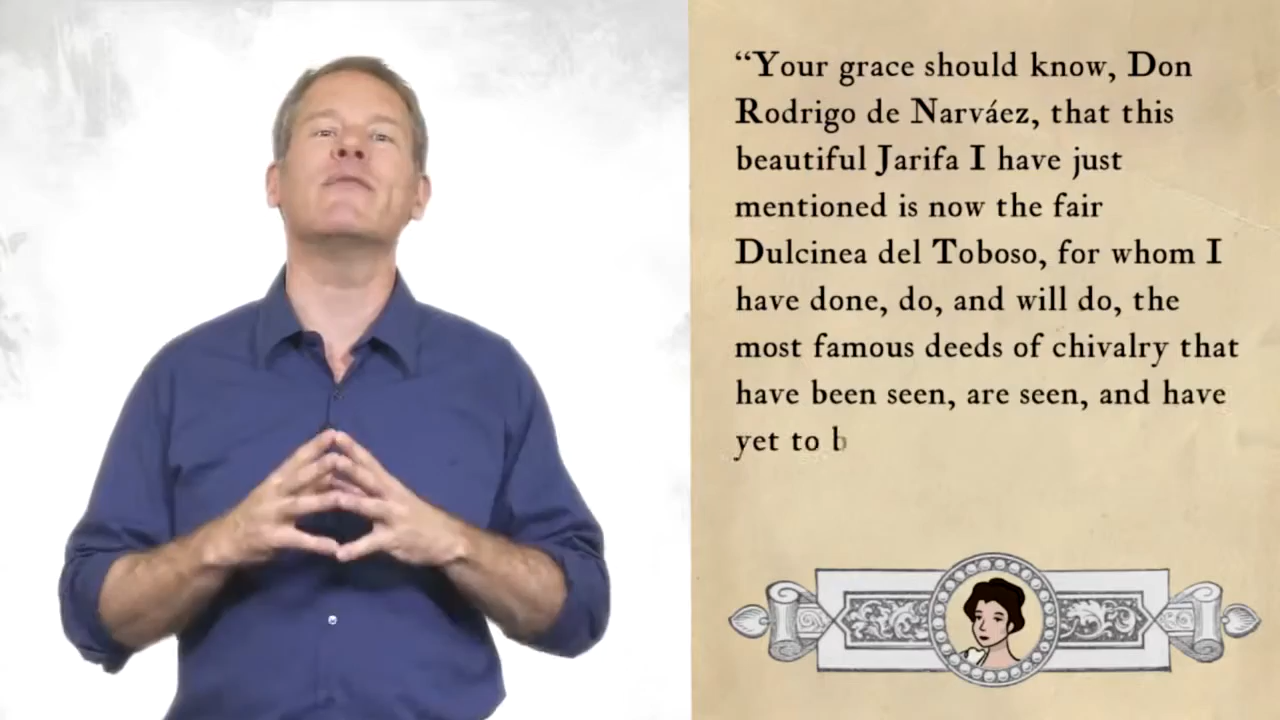 “Your grace should know, Don
Rodrigo de Narváez, that this
beautiful Jarifa I have just
mentioned is now the fair
Dulcinea del Toboso, for whom I
have done, do, and will do, the
most famous deeds of chivalry that
have been seen, are seen, and have
yet to b